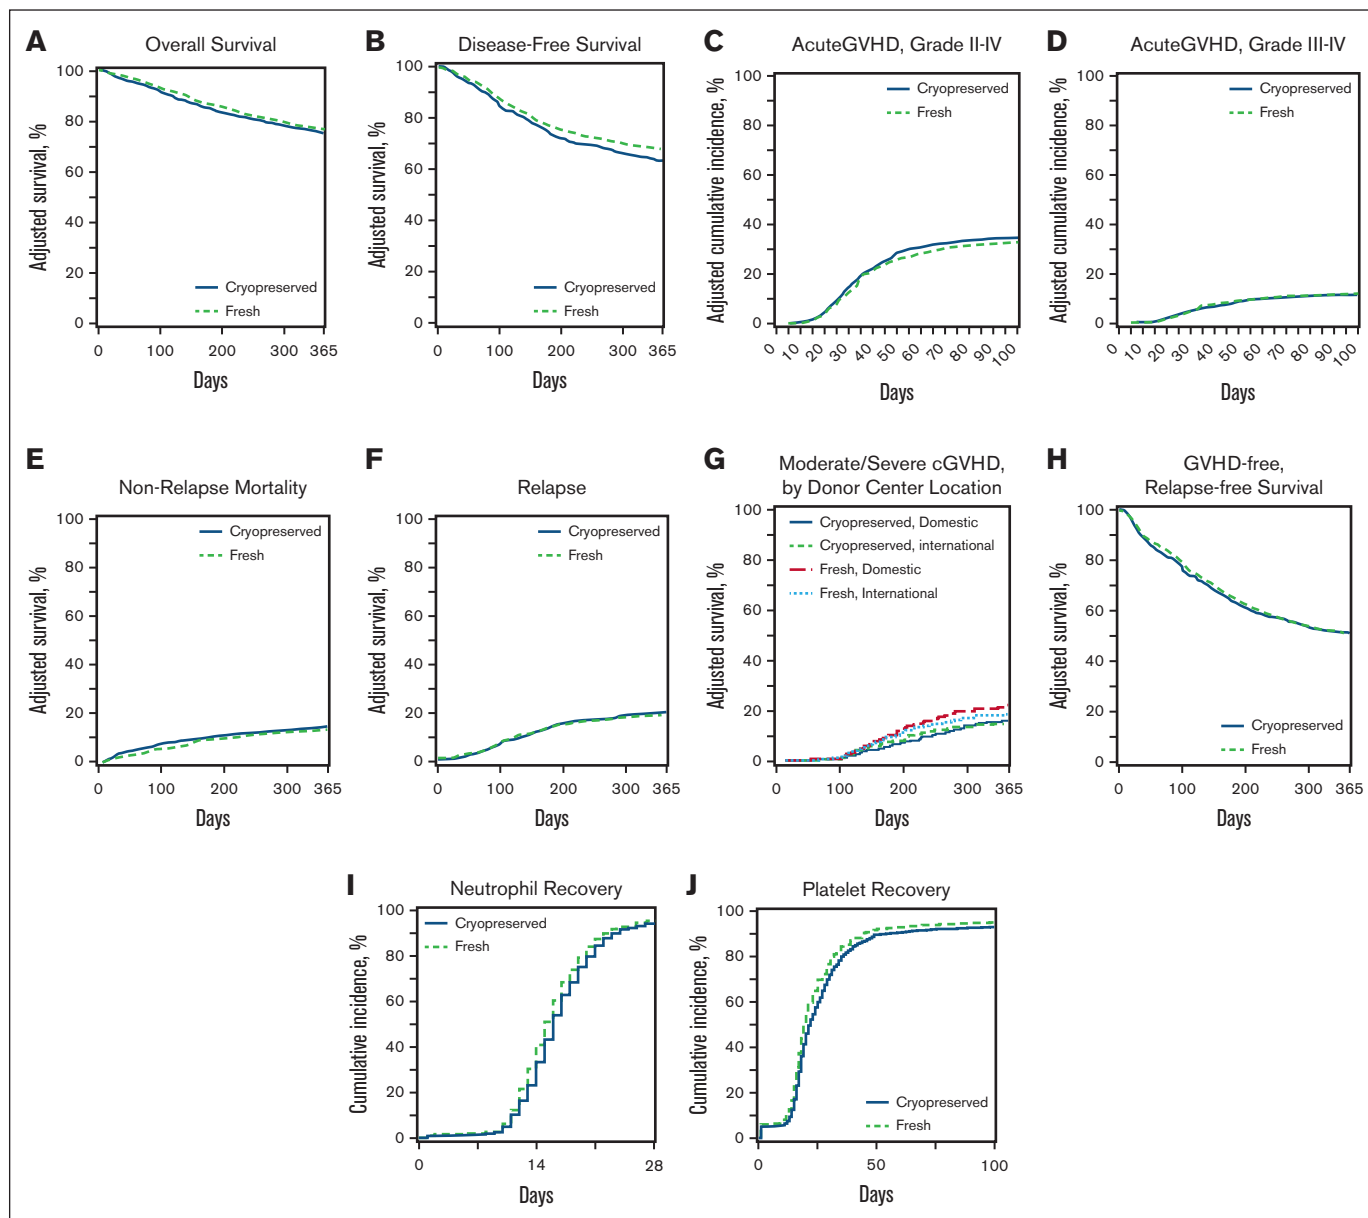 A
Overall Survival
Adjusted survival, %
100
80
60
40
20
0
Cryopreserved
Fresh
0 100 200 300 365
Days
B
Disease-Free Survival
Adjusted survival, %
100
80
60
40
20
0
Cryopreserved
Fresh
0 100 200 300 365
Days
C
AcuteGVHD, Grade II-IV
Adjusted cumulative incidence, %
100
80
60
40
20
0
Cryopreserved
Fresh
0 10 20 30 40 50 60 70 80 90 100
Days
D
AcuteGVHD, Grade III-IV
Adjusted cumulative incidence, %
100
80
60
40
20
0
Cryopreserved
Fresh
0 10 20 30 40 50 60 70 80 90 100
Days
E
Non-Relapse Mortality
Adjusted survival, %
100
80
60
40
20
0
Cryopreserved
Fresh
0 100 200 300 365
Days
F
Relapse
Adjusted survival, %
100
80
60
40
20
0
Cryopreserved
Fresh
0 100 200 300 365
Days
G
Moderate/Severe cGVHD,
by Donor Center Location
Adjusted survival, %
100
80
60
40
20
0
Cryopreserved, Domestic
Cryopreserved, international
Fresh, Domestic
Fresh, International
0 100 200 300 365
Days
H
GVHD-free,
Relapse-free Survival
Adjusted survival, %
100
80
60
40
20
0
Cryopreserved
Fresh
0 100 200 300 365
Days
I
Neutrophil Recovery
Cumulative incidence, %
100
80
60
40
20
0
Cryopreserved
Fresh
0 14 28
Days
J
Platelet Recovery
Cumulative incidence, %
100
80
60
40
20
0
Cryopreserved
Fresh
0 50 100
Days